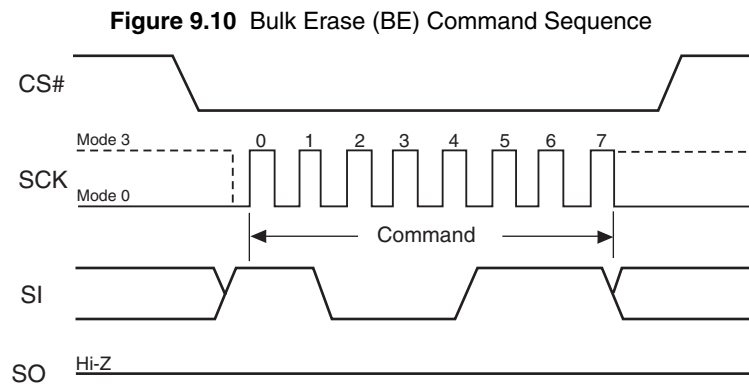 Figure 9.10 Bulk Erase (BE) Command Sequence
CS#
Mode 3
0 1 2 3 4 5 6 7
SCK
Mode 0
Command
SI
Hi-Z
SO